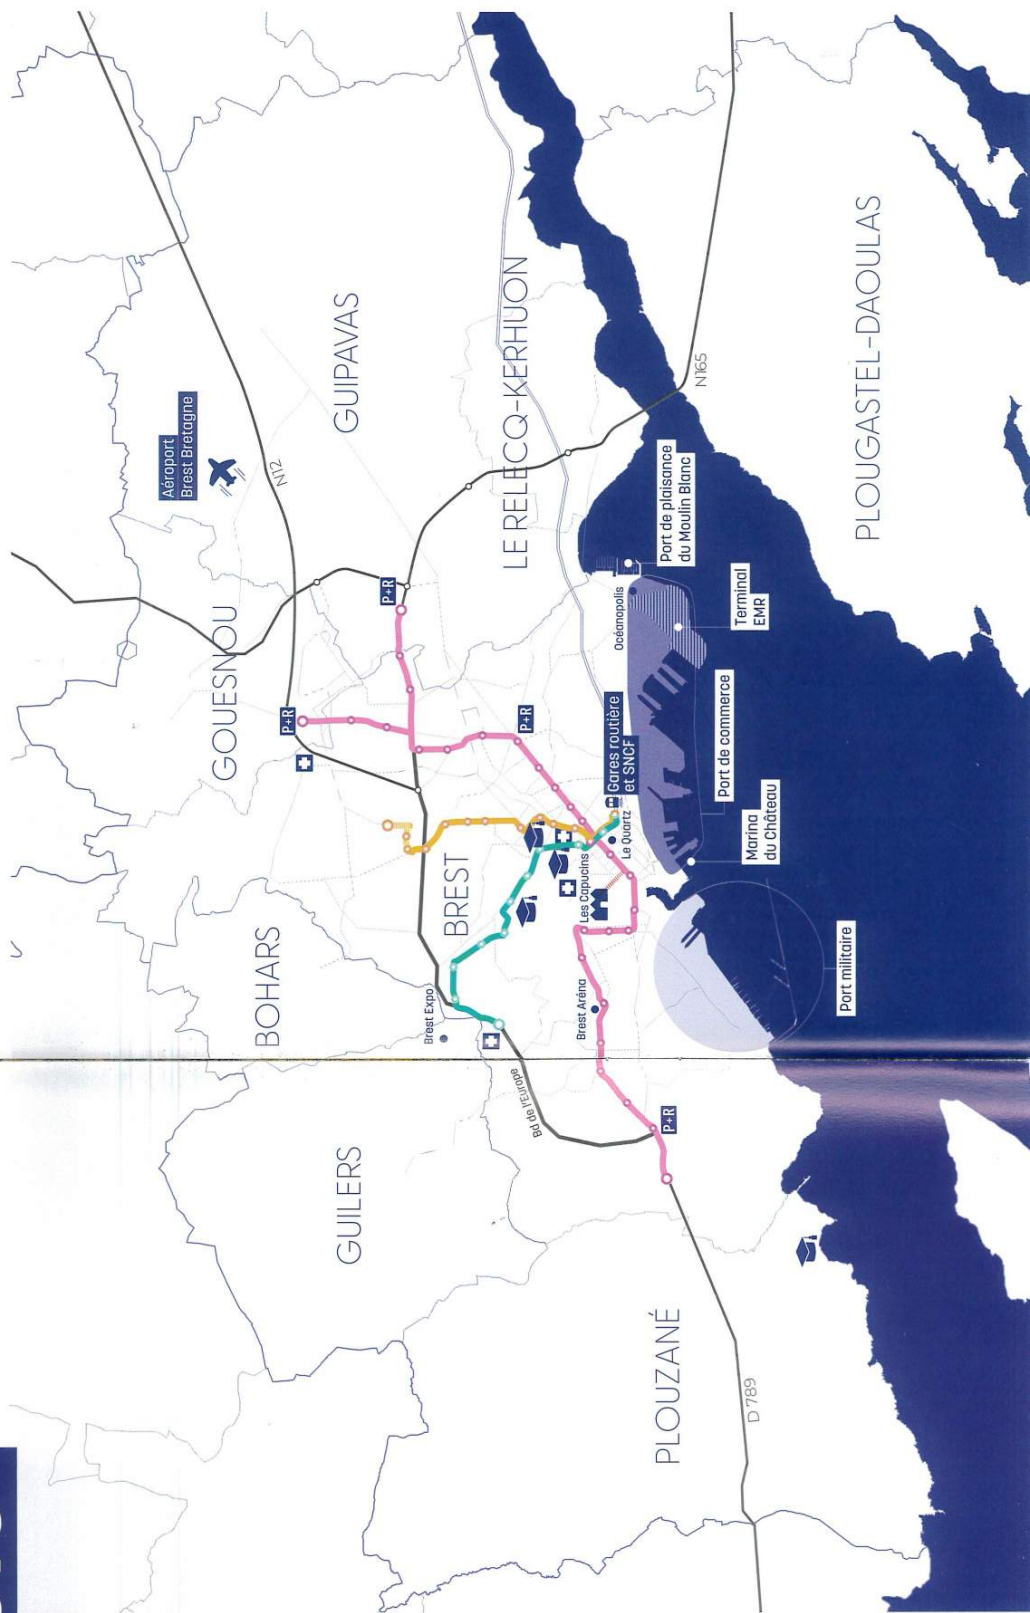 Aéroport
Brest Bretagne
N12
GUIPAVAS
GOUESNOU
P+R
P+R
BOHARS
GUILERS
Brest Expo
BREST
Bd de l'Europe
LE RELECQ-KERHUON
P+R
Les Capucins
Gares routière
et SNCF
Le Quartz
Océanopolis
Brest Aréna
P+R
Port de plaisance
du Moulin Blanc
N165
Terminal
EMR
Port de commerce
Marina
du Château
Port militaire
PLOUZANÉ
D 789
PLOUGASTEL-DAOULAS